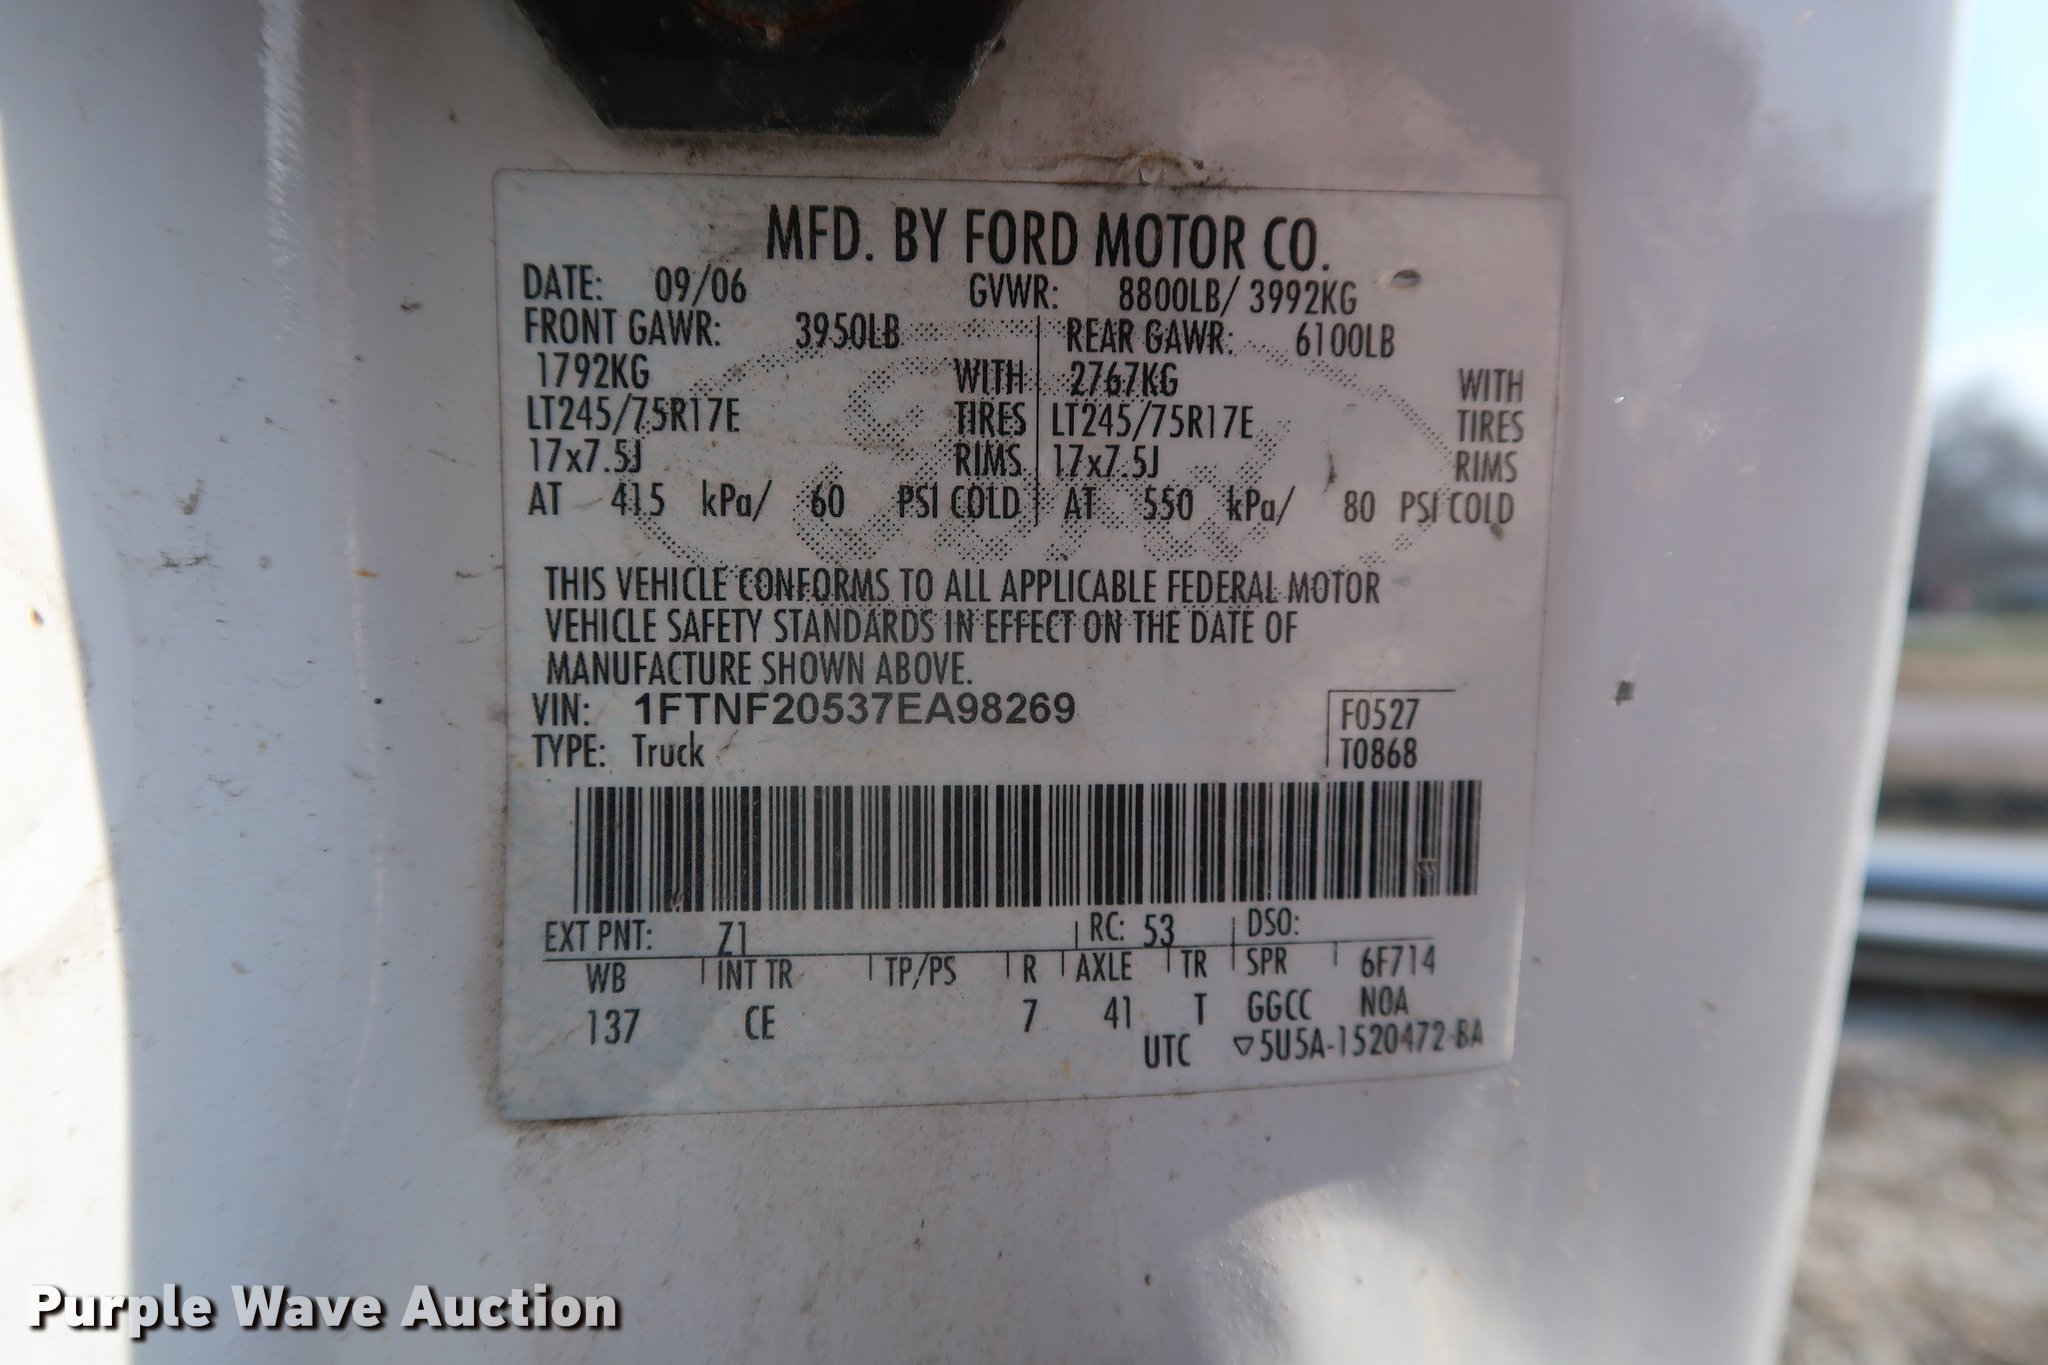 MFD. BY FORD MOTOR CO.
DATE: 09/06 GVWR: 8800LB/ 3992KG
FRONT GAWR: 3950LB REAR GAWR: 6100LB
1792KG WITH 2767KG WITH
LT245/75R17E TIRES LT245/75R17E TIRES
17x7.5J RIMS 17x7.5J RIMS
AT 415 kPa/ 60 PSI COLD AT 550 kPa/ 80 PSI COLD
THIS VEHICLE CONFORMS TO ALL APPLICABLE FEDERAL MOTOR
VEHICLE SAFETY STANDARDS IN EFFECT ON THE DATE OF
MANUFACTURE SHOWN ABOVE.
VIN: 1FTNF20537EA98269 F0527
TYPE: Truck T0868
EXT PNT: Z1 RC: 53 DSO:
WB INT TR TP/PS R AXLE TR SPR 6F714
137 CE 7 41 T GGCC NOA
UTC ▽5U5A-1520472-BA
Purple Wave Auction